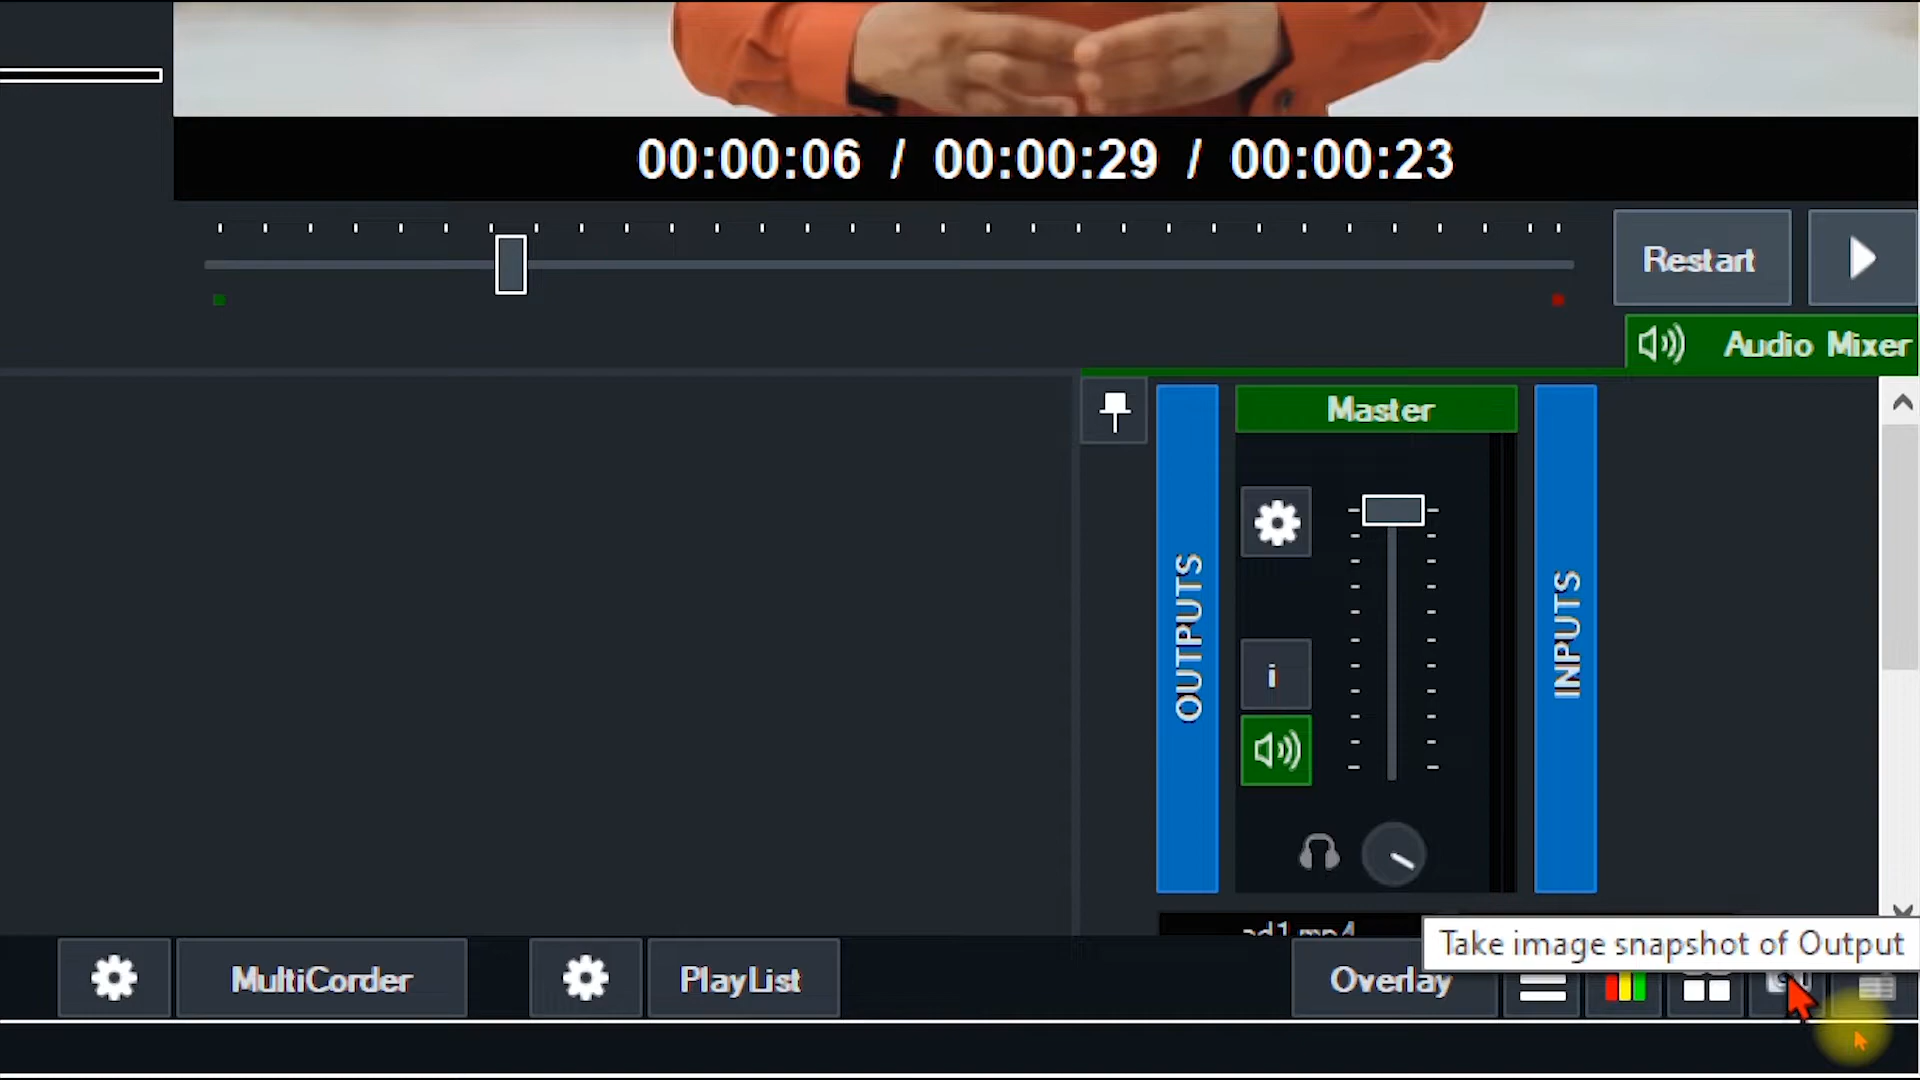 00:00:06 / 00:00:29 / 00:00:23
Restart
Audio Mixer
Master
OUTPUTS
INPUTS
i
ad1.mp4
Take image snapshot of Output
MultiCorder
PlayList
Overlay